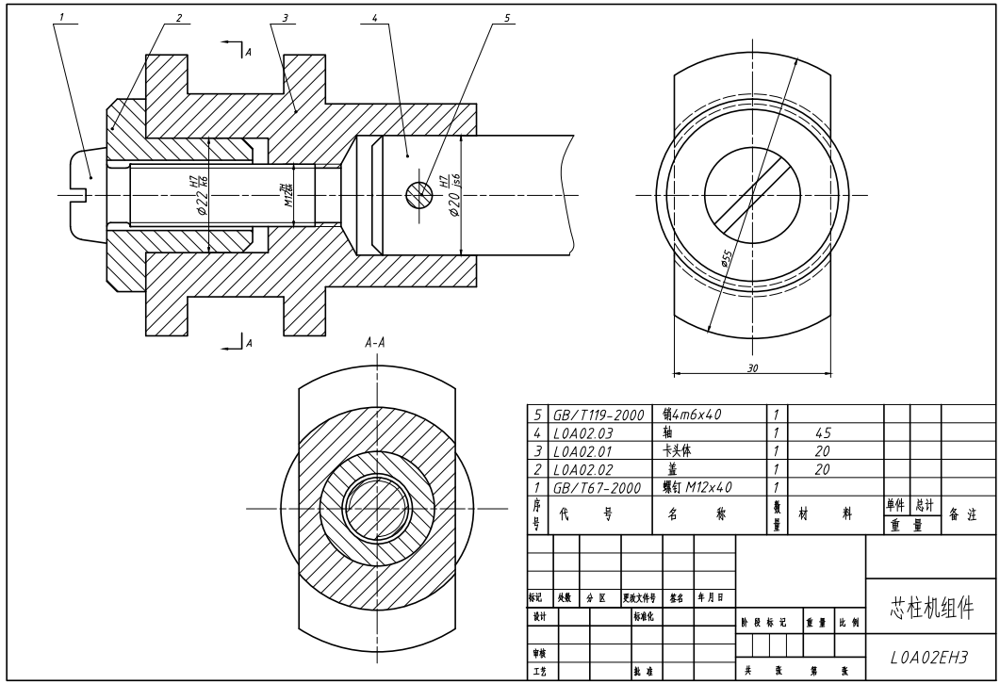 1 2 3 4 5
A
Ø22 H7/k6
M12 7H/6h
Ø20 H7/js6
A
A-A
Ø55
30
5 GB/T119-2000 销4m6x40 1
4 L0A02.03 轴 1 45
3 L0A02.01 卡头体 1 20
2 L0A02.02 盖 1 20
1 GB/T67-2000 螺钉 M12x40 1
序号 代 号 名 称 数量 材 料 单件 总计 重 量 备 注
标记 处数 分 区 更改文件号 签名 年 月 日
设计 标准化
阶 段 标 记 重 量 比 例
审核
工艺 批 准
共 张 第 张
芯柱机组件
L0A02EH3